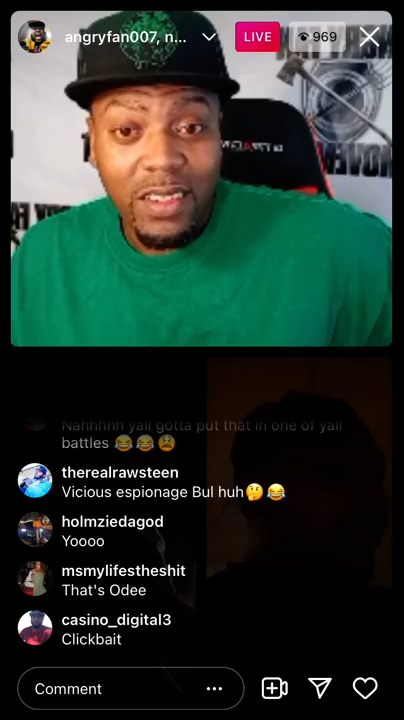 angryfan007, n...
LIVE
969
Nahhhhh yall gotta put that in one of yall
battles 😂😂😫
therealrawsteen
Vicious espionage Bul huh🤔😂
holmziedagod
Yoooo
msmylifestheshit
That's Odee
casino_digital3
Clickbait
Comment